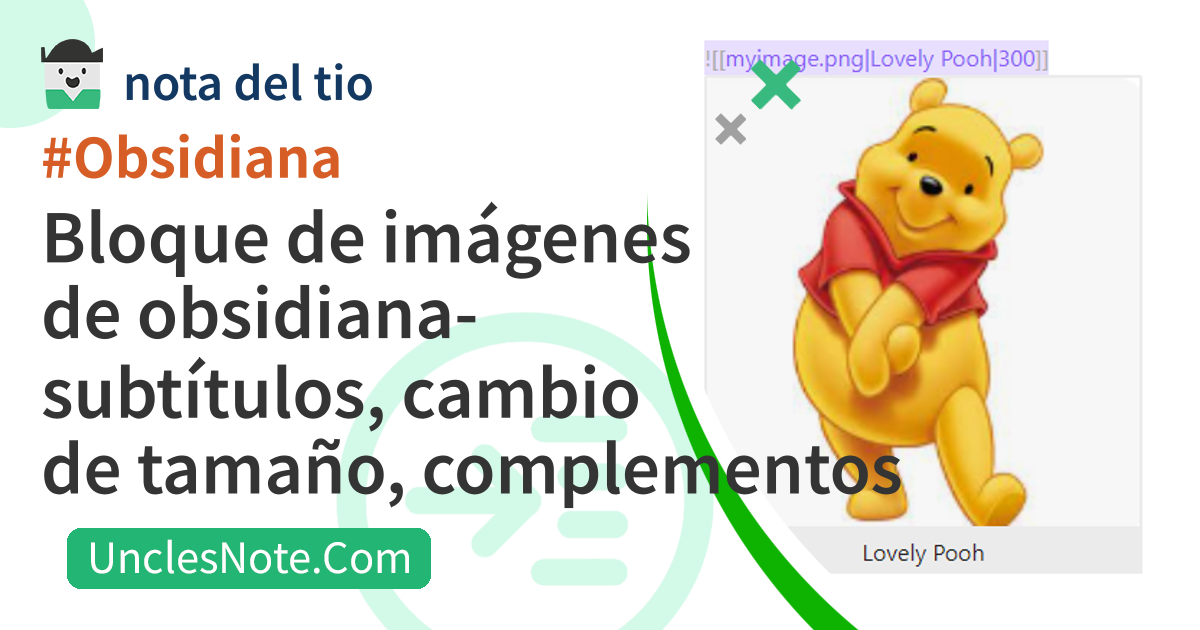 nota del tio
#Obsidiana
Bloque de imágenes
de obsidiana-
subtítulos, cambio
de tamaño, complementos
UnclesNote.Com
![[myimage.png|Lovely Pooh|300]]
Lovely Pooh